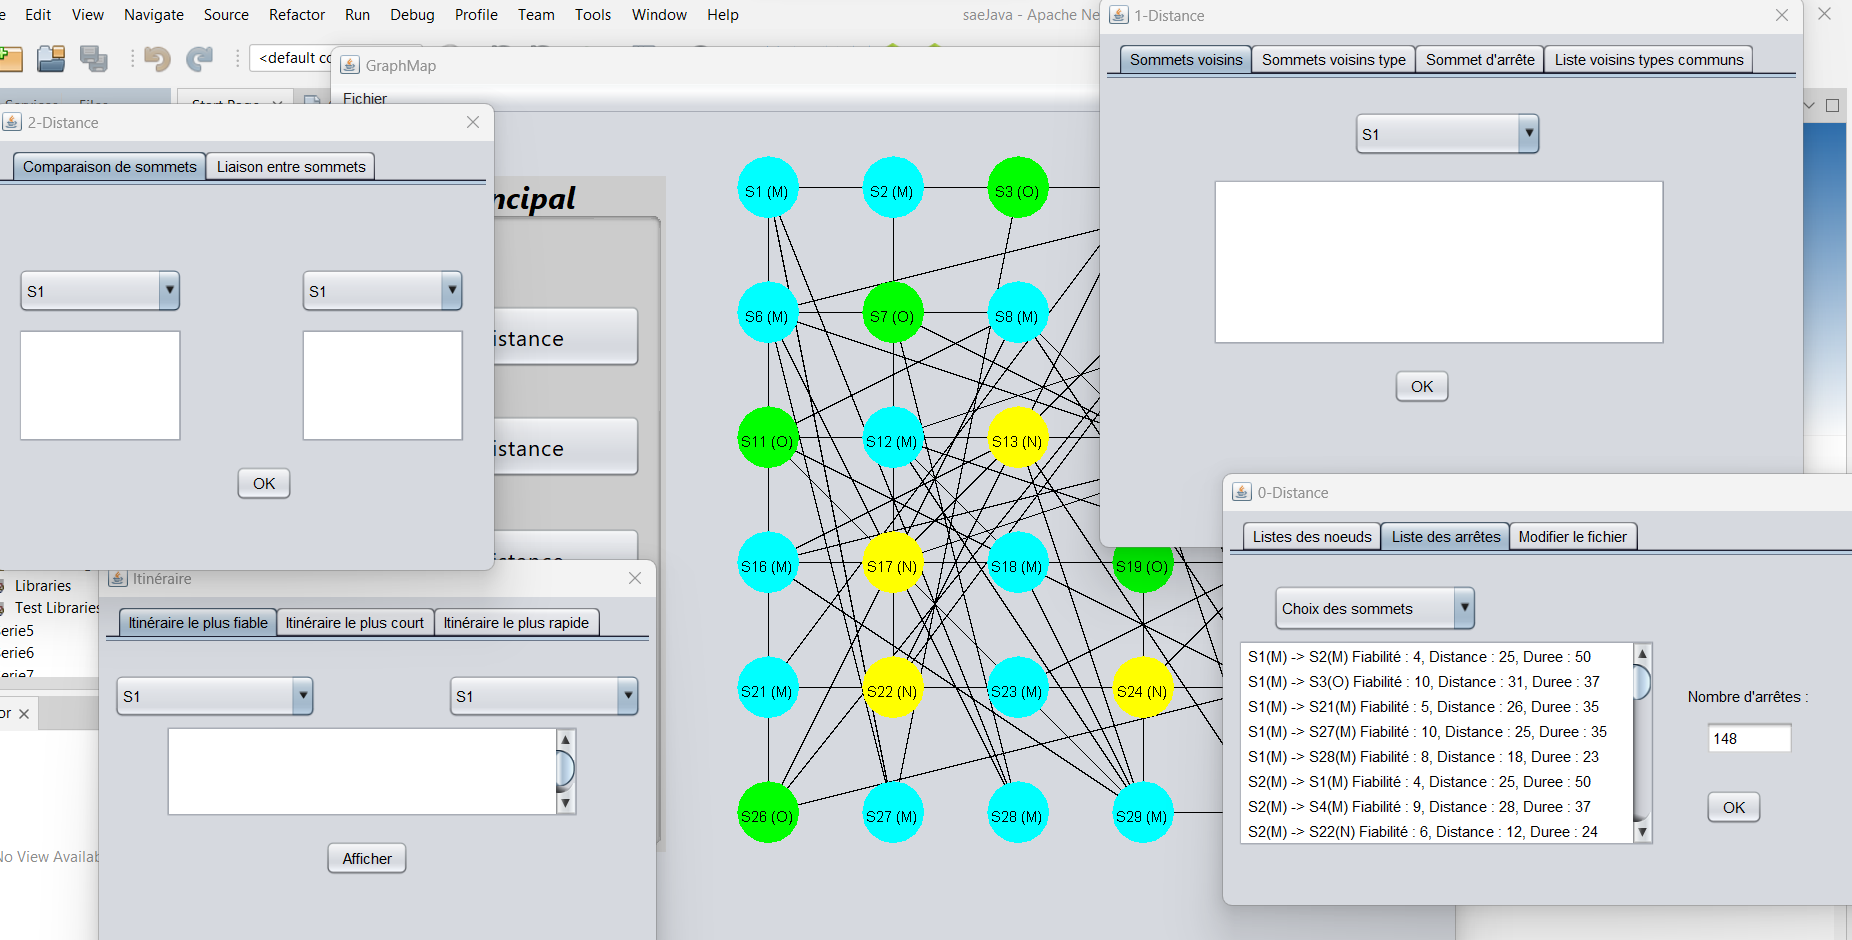 Edit View Navigate Source Refactor Run Debug Profile Team Tools Window Help
saeJava - Apache Ne
<default co
GraphMap
Fichier
ncipal
istance
istance
2-Distance
Comparaison de sommets Liaison entre sommets
S1 S1
OK
Libraries
Test Libraries
erie5
erie6
No View Availab
Itinéraire
Itinéraire le plus fiable Itinéraire le plus court Itinéraire le plus rapide
S1 S1
Afficher
S1 (M) S2 (M) S3 (O)
S6 (M) S7 (O) S8 (M)
S11 (O) S12 (M) S13 (N)
S16 (M) S17 (N) S18 (M) S19 (O)
S21 (M) S22 (N) S23 (M) S24 (N)
S26 (O) S27 (M) S28 (M) S29 (M)
1-Distance
Sommets voisins Sommets voisins type Sommet d'arrête Liste voisins types communs
S1
OK
0-Distance
Listes des noeuds Liste des arrêtes Modifier le fichier
Choix des sommets
S1(M) -> S2(M) Fiabilité : 4, Distance : 25, Duree : 50
S1(M) -> S3(O) Fiabilité : 10, Distance : 31, Duree : 37
S1(M) -> S21(M) Fiabilité : 5, Distance : 26, Duree : 35
S1(M) -> S27(M) Fiabilité : 10, Distance : 25, Duree : 35
S1(M) -> S28(M) Fiabilité : 8, Distance : 18, Duree : 23
S2(M) -> S1(M) Fiabilité : 4, Distance : 25, Duree : 50
S2(M) -> S4(M) Fiabilité : 9, Distance : 28, Duree : 37
S2(M) -> S22(N) Fiabilité : 6, Distance : 12, Duree : 24
Nombre d'arrêtes :
148
OK